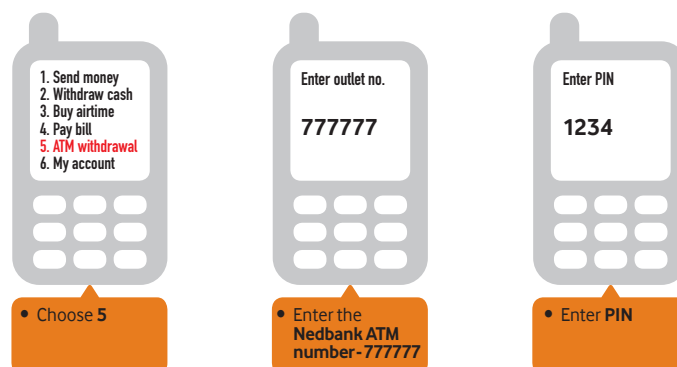 1. Send money
2. Withdraw cash
3. Buy airtime
4. Pay bill
5. ATM withdrawal
6. My account
• Choose 5
Enter outlet no.
777777
• Enter the
Nedbank ATM
number-777777
Enter PIN
1234
• Enter PIN